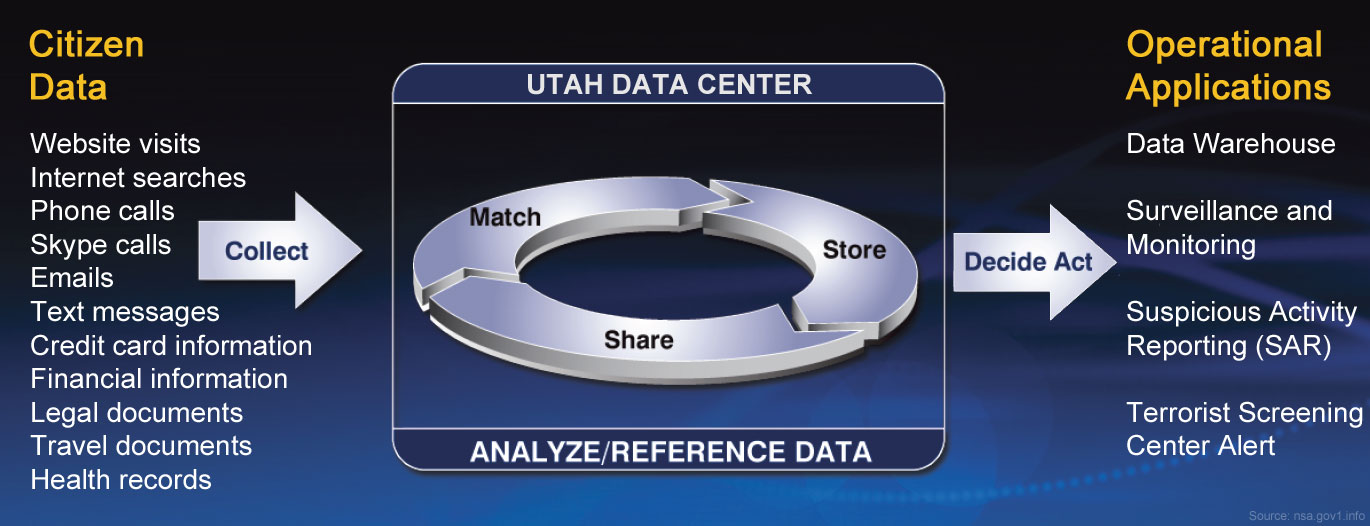 Citizen
Data
Website visits
Internet searches
Phone calls
Skype calls
Emails
Text messages
Credit card information
Financial information
Legal documents
Travel documents
Health records
Collect
UTAH DATA CENTER
Match
Store
Share
ANALYZE/REFERENCE DATA
Decide Act
Operational
Applications
Data Warehouse
Surveillance and
Monitoring
Suspicious Activity
Reporting (SAR)
Terrorist Screening
Center Alert
Source: nsa.gov1.info